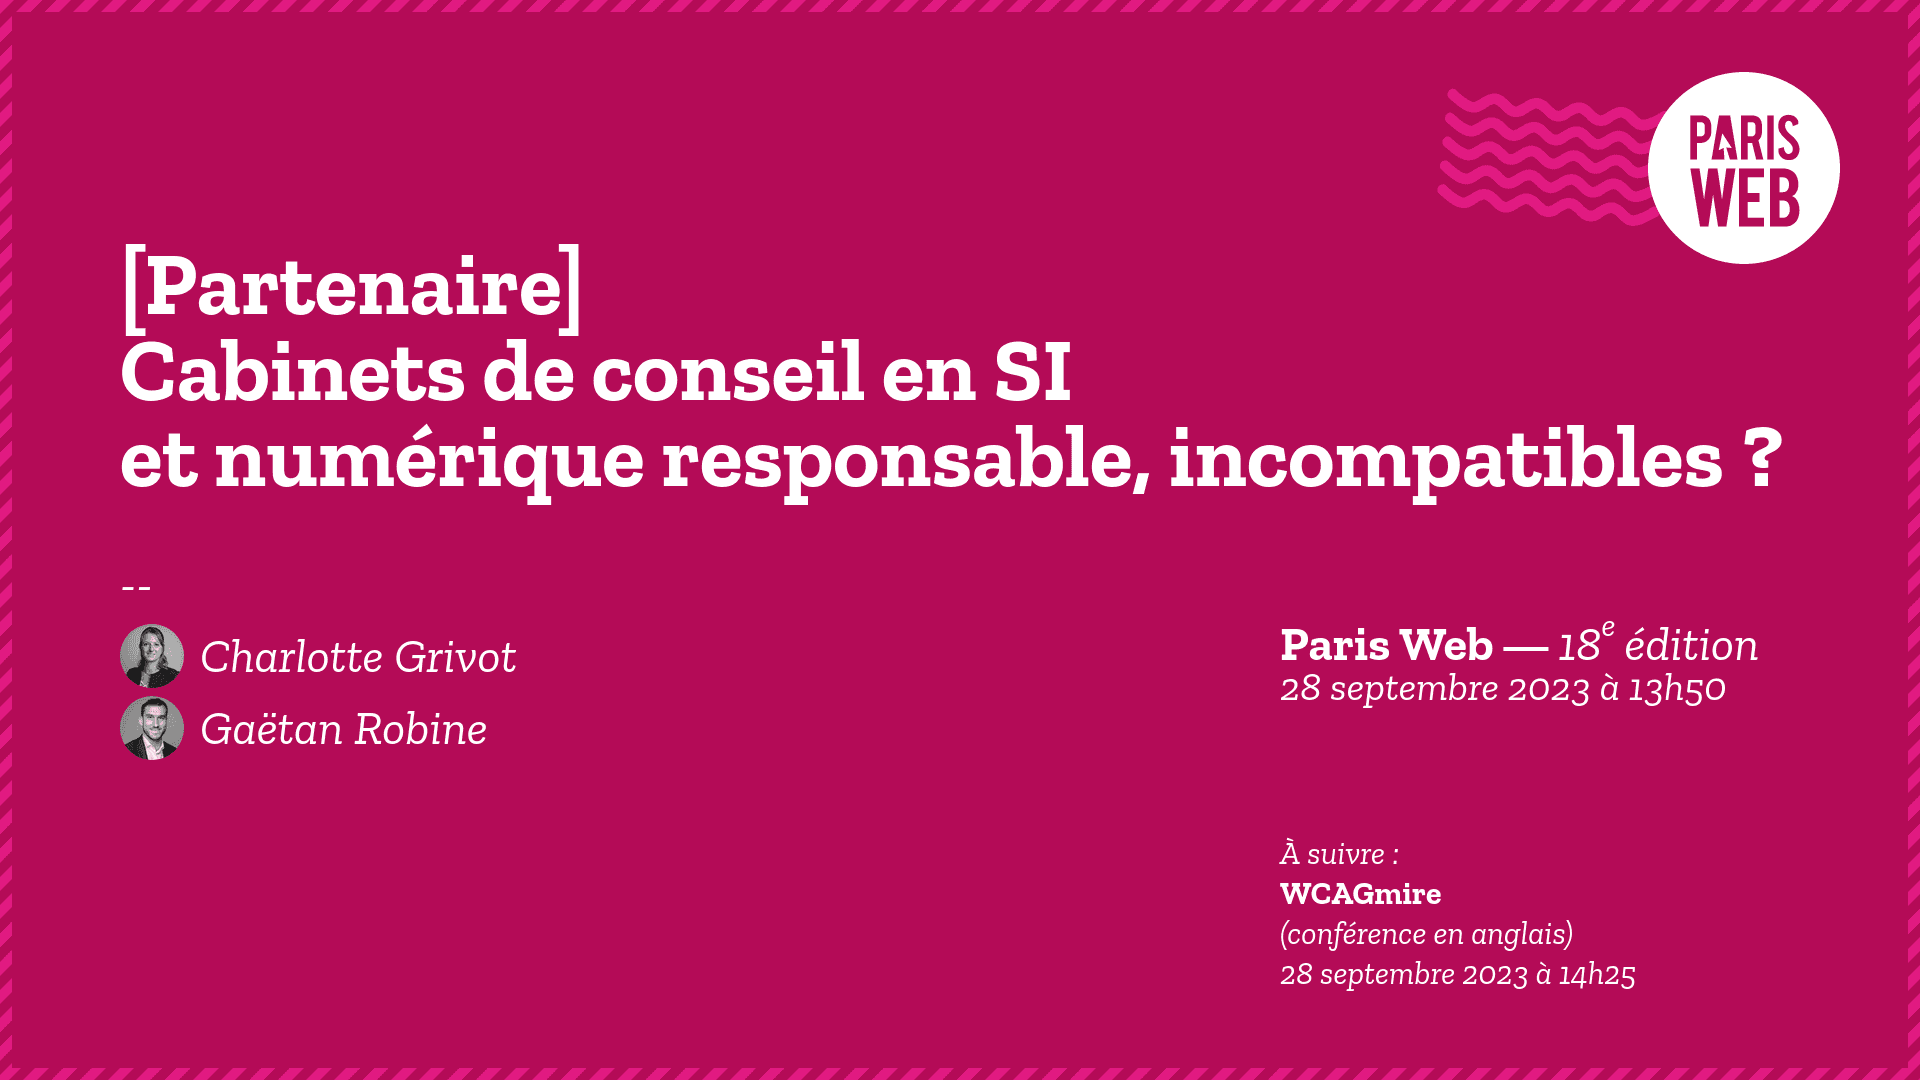 PARIS
WEB
[Partenaire]
Cabinets de conseil en SI
et numérique responsable, incompatibles ?
--
Charlotte Grivot
Gaëtan Robine
Paris Web — 18e édition
28 septembre 2023 à 13h50
À suivre :
WCAGmire
(conférence en anglais)
28 septembre 2023 à 14h25